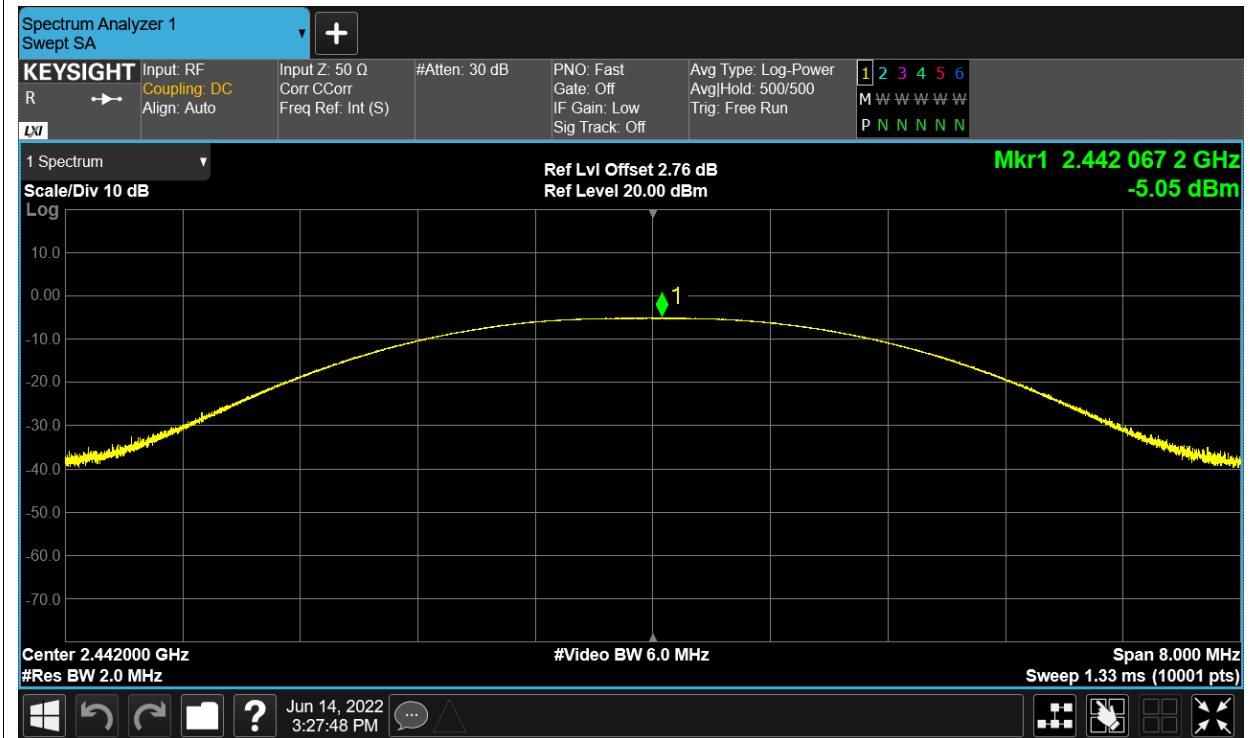 Spectrum Analyzer 1
Swept SA
KEYSIGHT
R
LXI
Input: RF
Coupling: DC
Align: Auto
Input Z: 50 Ω
Corr CCorr
Freq Ref: Int (S)
#Atten: 30 dB
PNO: Fast
Gate: Off
IF Gain: Low
Sig Track: Off
Avg Type: Log-Power
Avg|Hold: 500/500
Trig: Free Run
1 2 3 4 5 6
M W W W W W
P N N N N N
1 Spectrum
Scale/Div 10 dB
Log
Ref Lvl Offset 2.76 dB
Ref Level 20.00 dBm
Mkr1 2.442 067 2 GHz
-5.05 dBm
10.0
0.00
1
-10.0
-20.0
-30.0
-40.0
-50.0
-60.0
-70.0
Center 2.442000 GHz
#Res BW 2.0 MHz
#Video BW 6.0 MHz
Span 8.000 MHz
Sweep 1.33 ms (10001 pts)
?
Jun 14, 2022
3:27:48 PM